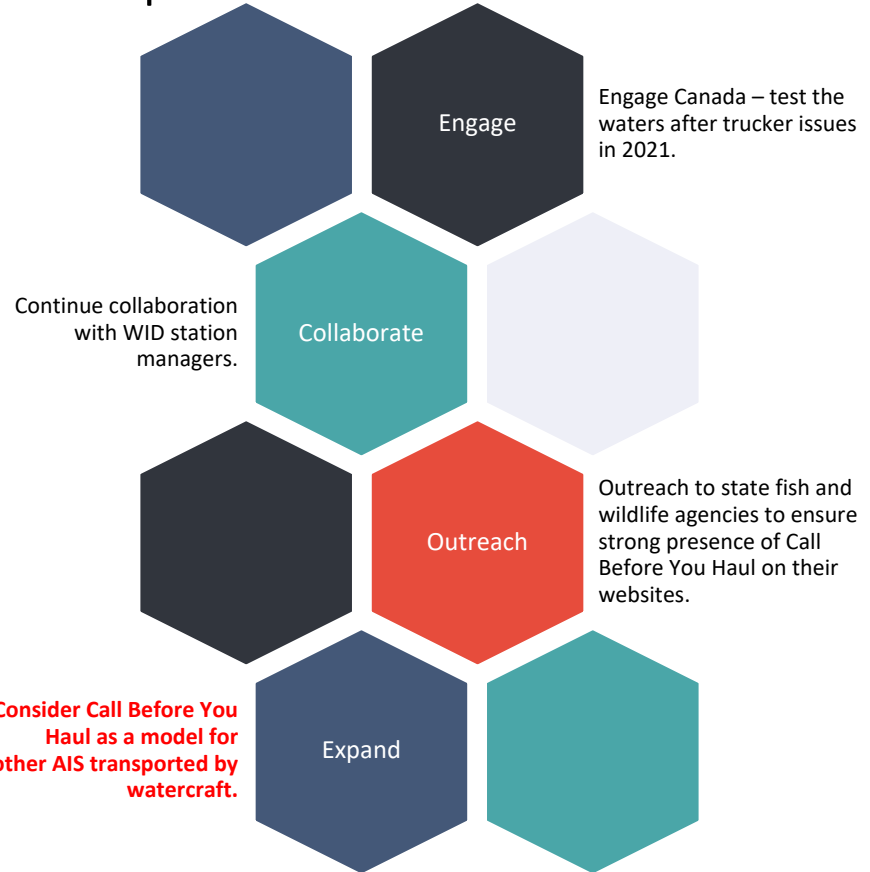 Engage
Engage Canada – test the
waters after trucker issues
in 2021.
Continue collaboration
with WID station
managers.
Collaborate
Outreach
Outreach to state fish and
wildlife agencies to ensure
strong presence of Call
Before You Haul on their
websites.
Consider Call Before You
Haul as a model for
other AIS transported by
watercraft.
Expand